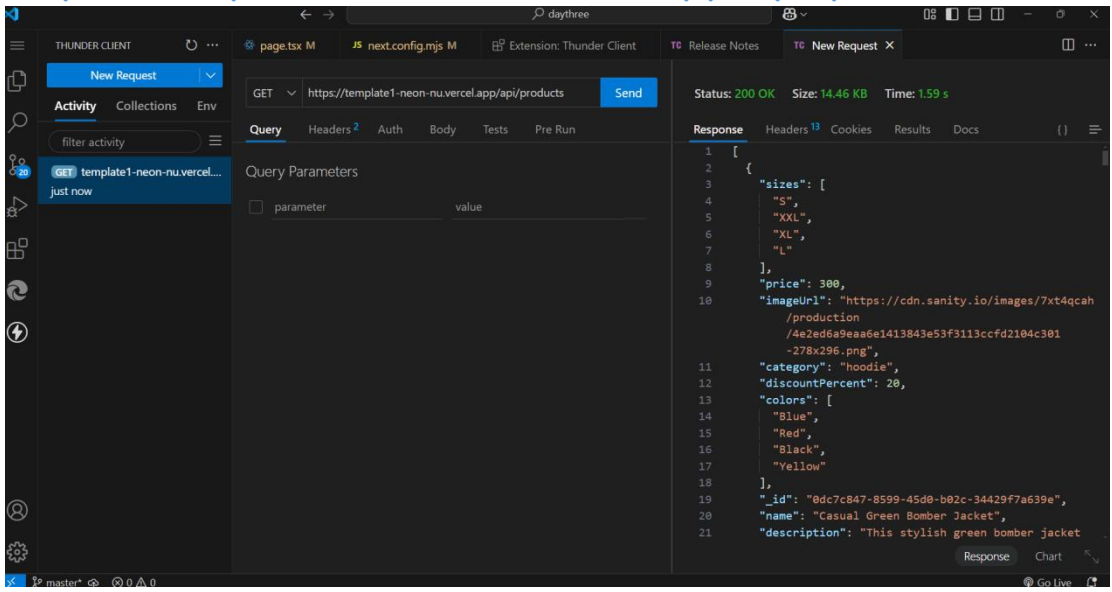 daythree
THUNDER CLIENT
page.tsx M
JS next.config.mjs M
Extension: Thunder Client
TC Release Notes
TC New Request
New Request
Activity Collections Env
filter activity
GET template1-neon-nu.vercel....
just now
20
GET https://template1-neon-nu.vercel.app/api/products Send
Query Headers 2 Auth Body Tests Pre Run
Query Parameters
parameter value
Status: 200 OK Size: 14.46 KB Time: 1.59 s
Response Headers 13 Cookies Results Docs {}
1 [
2 {
3 "sizes": [
4 "S",
5 "XXL",
6 "XL",
7 "L"
8 ],
9 "price": 300,
10 "imageUrl": "https://cdn.sanity.io/images/7xt4qcah
/production
/4e2ed6a9eaa6e1413843e53f3113ccfd2104c301
-278x296.png",
11 "category": "hoodie",
12 "discountPercent": 20,
13 "colors": [
14 "Blue",
15 "Red",
16 "Black",
17 "Yellow"
18 ],
19 "_id": "0dc7c847-8599-45d0-b02c-34429f7a639e",
20 "name": "Casual Green Bomber Jacket",
21 "description": "This stylish green bomber jacket
Response Chart
master* 0 0
Go Live